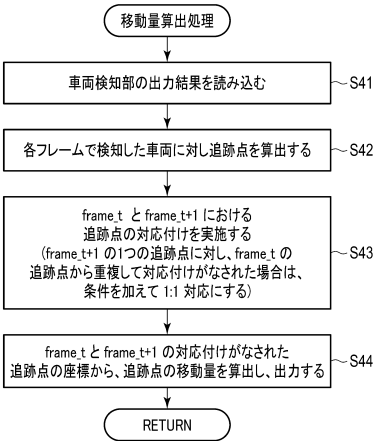 移動量算出処理
車両検知部の出力結果を読み込む
S41
各フレームで検知した車両に対し追跡点を算出する
S42
frame_t と frame_t+1 における
追跡点の対応付けを実施する
(frame_t+1 の1つの追跡点に対し、frame_t の
追跡点から重複して対応付けがなされた場合は、
条件を加えて 1:1 対応にする)
S43
frame_t と frame_t+1 の対応付けがなされた
追跡点の座標から、追跡点の移動量を算出し、出力する
S44
RETURN